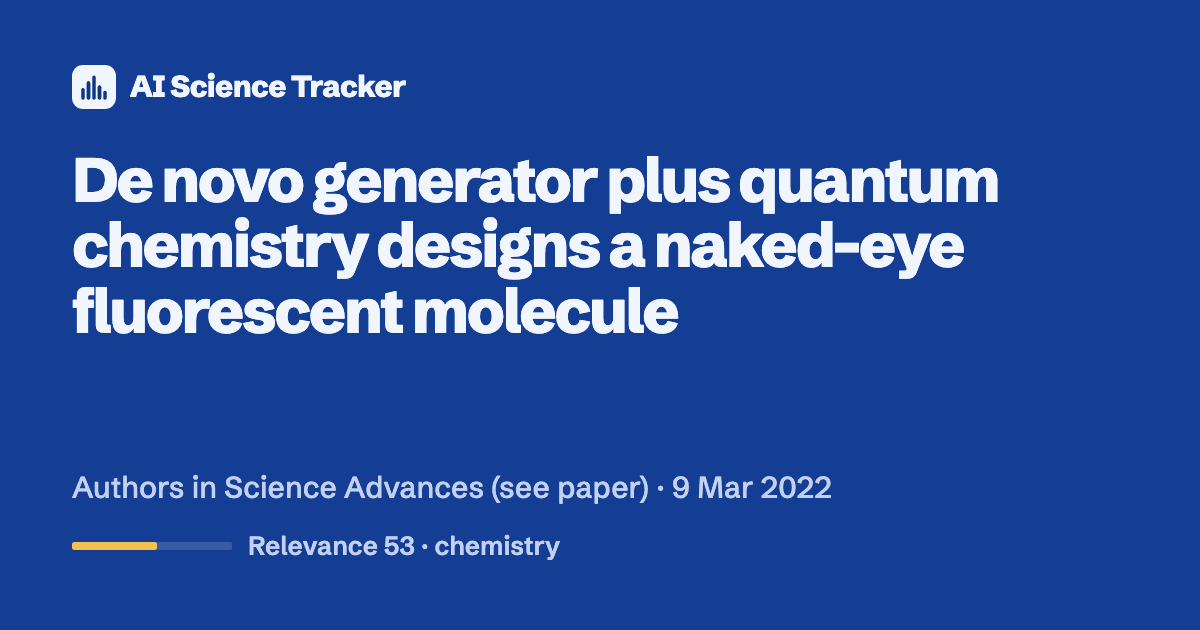 AI Science Tracker
De novo generator plus quantum
chemistry designs a naked-eye
fluorescent molecule
Authors in Science Advances (see paper) · 9 Mar 2022
Relevance 53 · chemistry